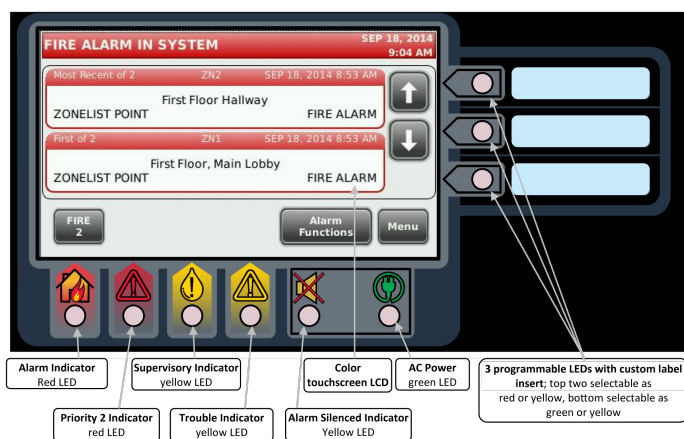 FIRE ALARM IN SYSTEM
SEP 18, 2014
9:04 AM
Most Recent of 2 ZN2 SEP 18, 2014 8:53 AM
First Floor Hallway
ZONELIST POINT FIRE ALARM
First of 2 ZN1 SEP 18, 2014 8:53 AM
First Floor, Main Lobby
ZONELIST POINT FIRE ALARM
FIRE
2
Alarm
Functions
Menu
Alarm Indicator
Red LED
Supervisory Indicator
yellow LED
Color
touchscreen LCD
AC Power
green LED
3 programmable LEDs with custom label
insert; top two selectable as
red or yellow, bottom selectable as
green or yellow
Priority 2 Indicator
red LED
Trouble Indicator
yellow LED
Alarm Silenced Indicator
Yellow LED